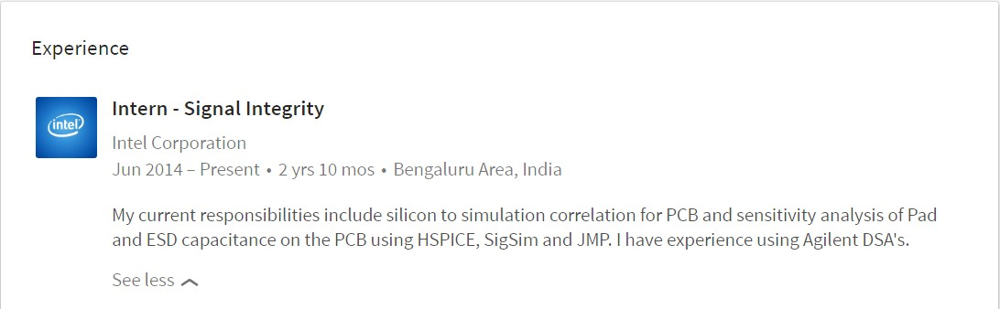 Experience
intel
Intern - Signal Integrity
Intel Corporation
Jun 2014 – Present • 2 yrs 10 mos • Bengaluru Area, India
My current responsibilities include silicon to simulation correlation for PCB and sensitivity analysis of Pad
and ESD capacitance on the PCB using HSPICE, SigSim and JMP. I have experience using Agilent DSA's.
See less